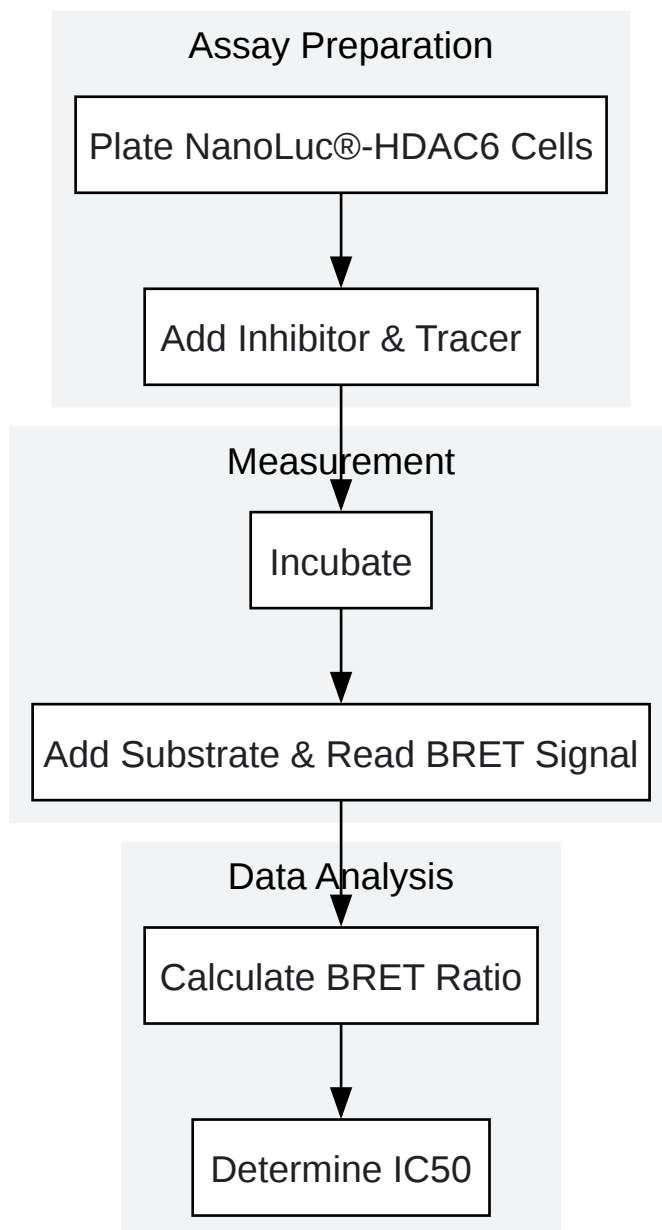 Assay Preparation
Plate NanoLuc®-HDAC6 Cells
Add Inhibitor & Tracer
Measurement
Incubate
Add Substrate & Read BRET Signal
Data Analysis
Calculate BRET Ratio
Determine IC50